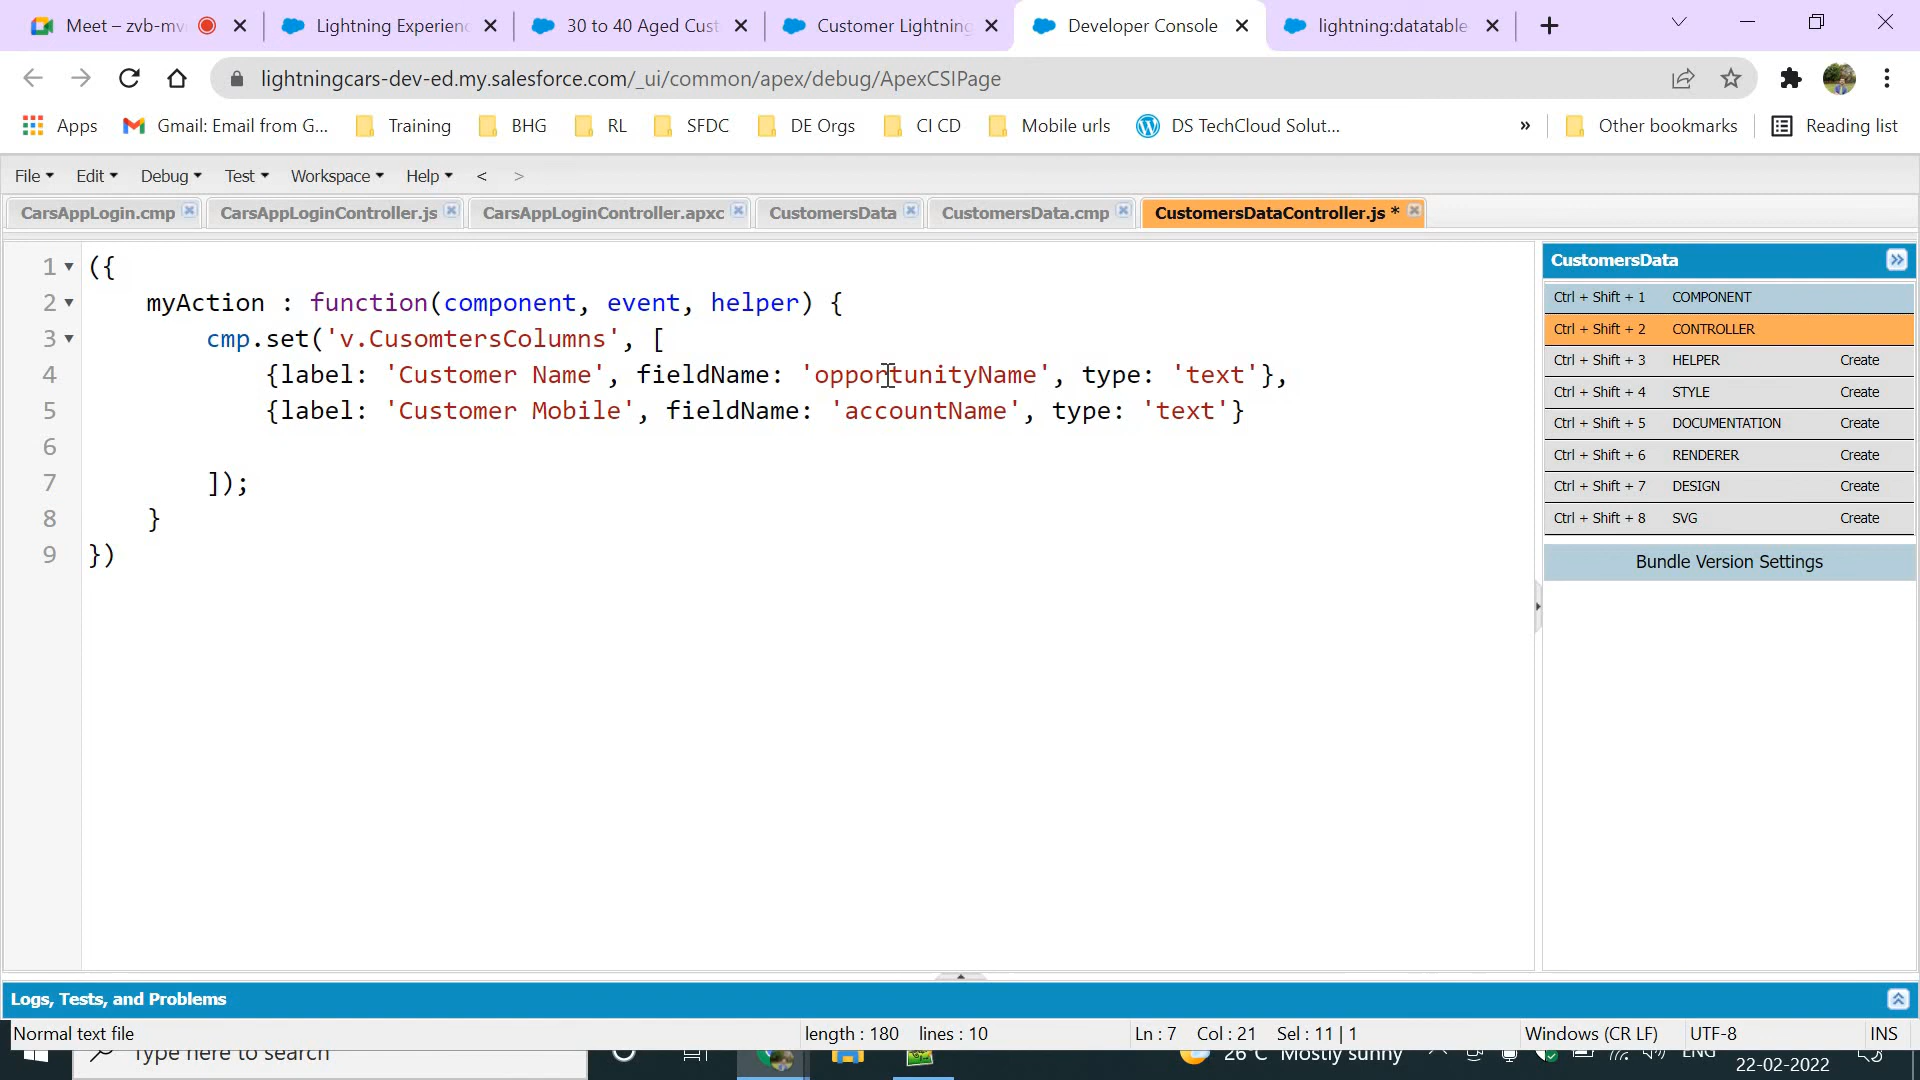 Meet – zvb-mv
Lightning Experienc
30 to 40 Aged Cust
Customer Lightning
Developer Console
lightning:datatable
lightningcars-dev-ed.my.salesforce.com/_ui/common/apex/debug/ApexCSIPage
Apps
Gmail: Email from G...
Training
BHG
RL
SFDC
DE Orgs
CI CD
Mobile urls
DS TechCloud Solut...
»
Other bookmarks
Reading list
File
Edit
Debug
Test
Workspace
Help
<
>
CarsAppLogin.cmp
CarsAppLoginController.js
CarsAppLoginController.apxc
CustomersData
CustomersData.cmp
CustomersDataController.js *
1 ({
2 myAction : function(component, event, helper) {
3 cmp.set('v.CusomtersColumns', [
4 {label: 'Customer Name', fieldName: 'opportunityName', type: 'text'},
5 {label: 'Customer Mobile', fieldName: 'accountName', type: 'text'}
6
7 ]);
8 }
9 })
CustomersData
Ctrl + Shift + 1 COMPONENT
Ctrl + Shift + 2 CONTROLLER
Ctrl + Shift + 3 HELPER Create
Ctrl + Shift + 4 STYLE Create
Ctrl + Shift + 5 DOCUMENTATION Create
Ctrl + Shift + 6 RENDERER Create
Ctrl + Shift + 7 DESIGN Create
Ctrl + Shift + 8 SVG Create
Bundle Version Settings
Logs, Tests, and Problems
Normal text file
length : 180 lines : 10
Ln : 7 Col : 21 Sel : 11 | 1
Windows (CR LF)
UTF-8
INS
Type here to search
26°C Mostly sunny
ENG
22-02-2022